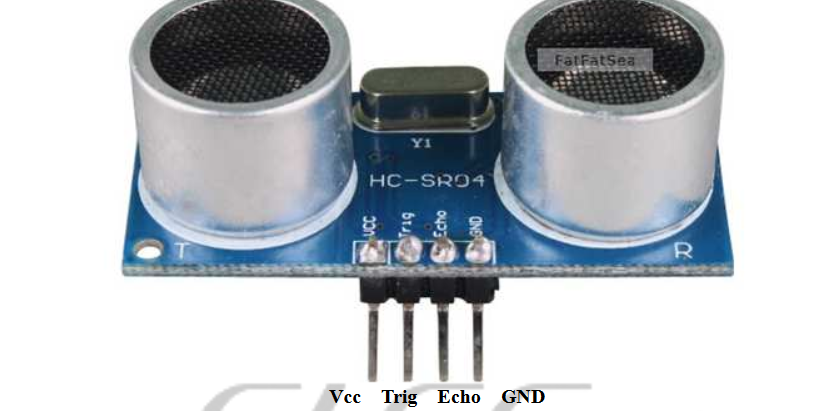 FatFatSea
Y1
HC-SR04
VCC Trig Echo GND
T R
Vcc Trig Echo GND